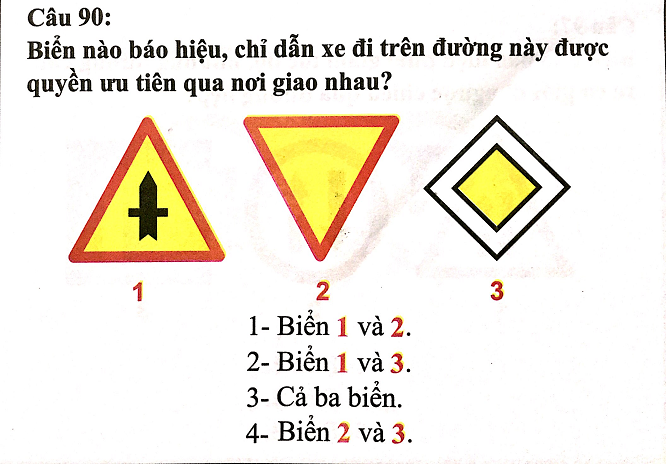 Câu 90:
Biển nào báo hiệu, chỉ dẫn xe đi trên đường này được
quyền ưu tiên qua nơi giao nhau?
1 2 3
1- Biển 1 và 2.
2- Biển 1 và 3.
3- Cả ba biển.
4- Biển 2 và 3.